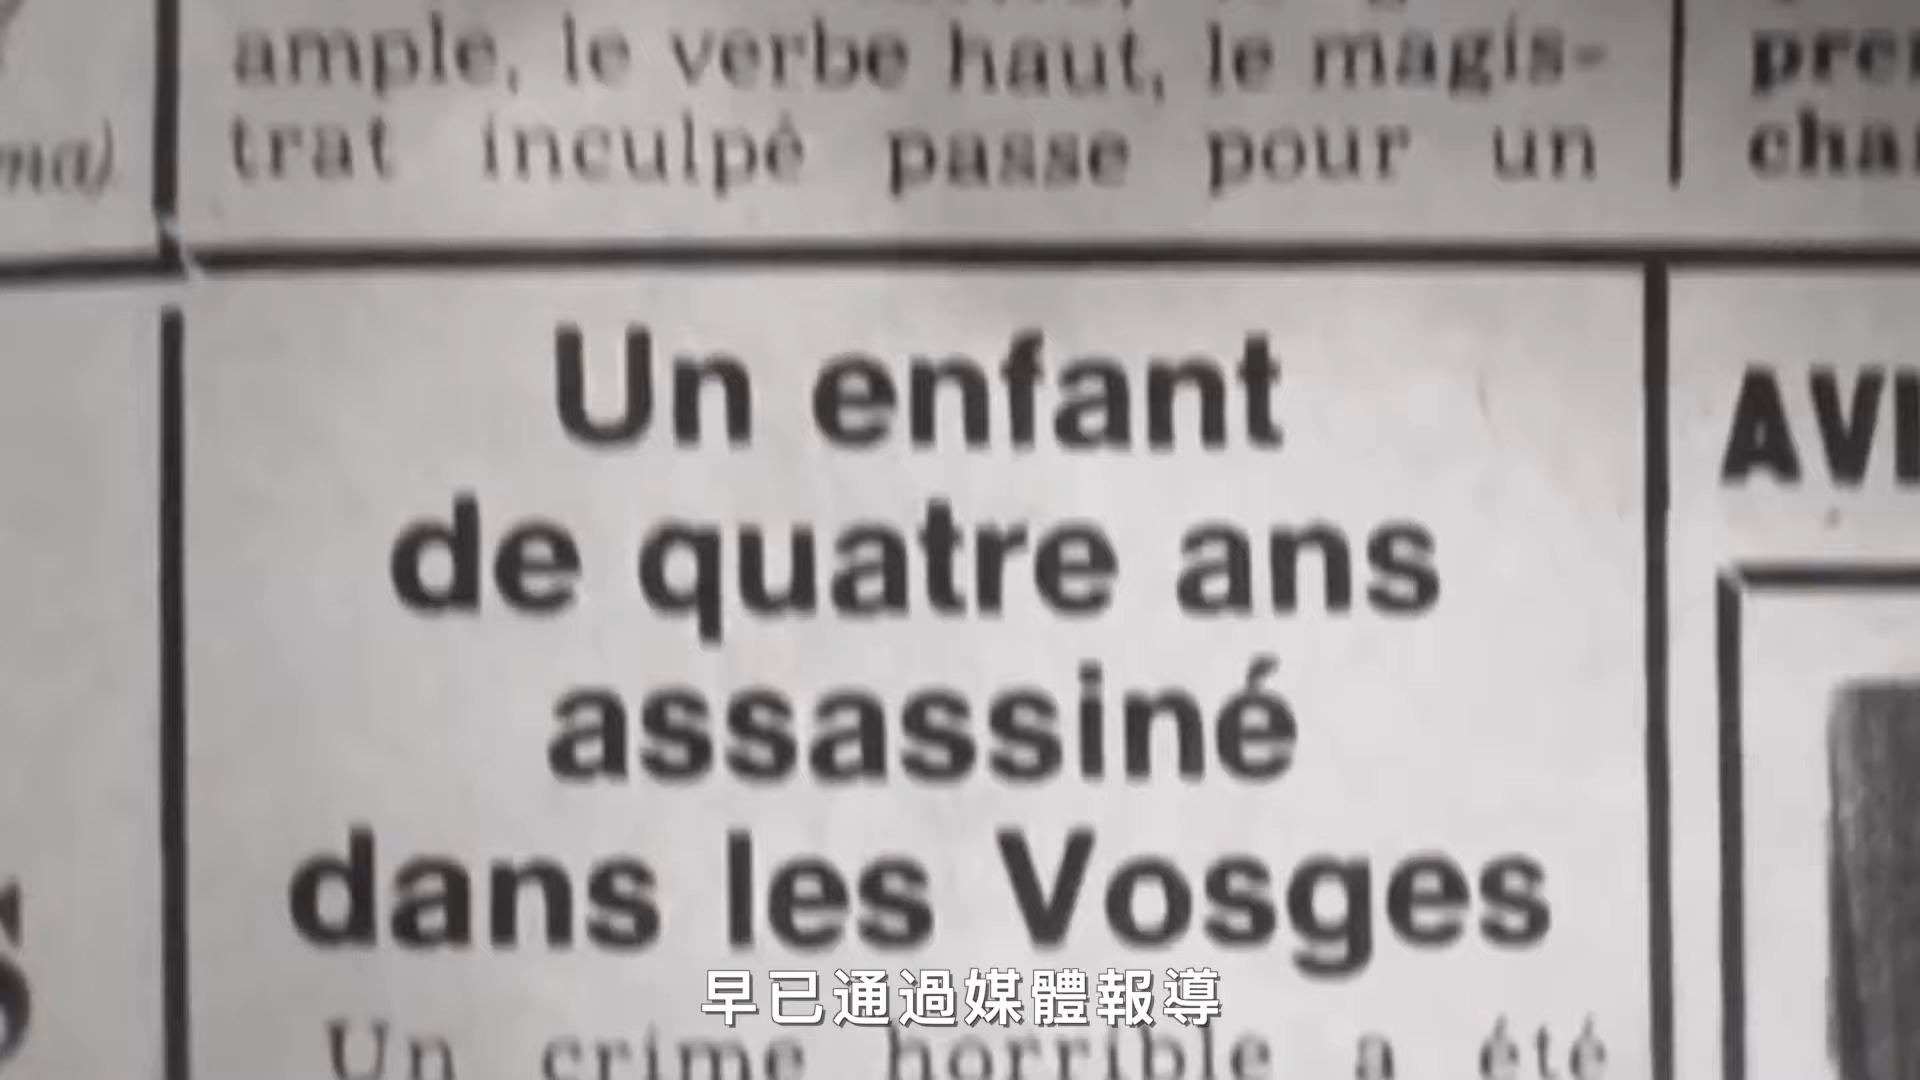 ample, le verbe haut, le magis-
trat inculpé passe pour un
Un enfant
de quatre ans
assassiné
dans les Vosges
早已通過媒體報導
Un crime horrible a été